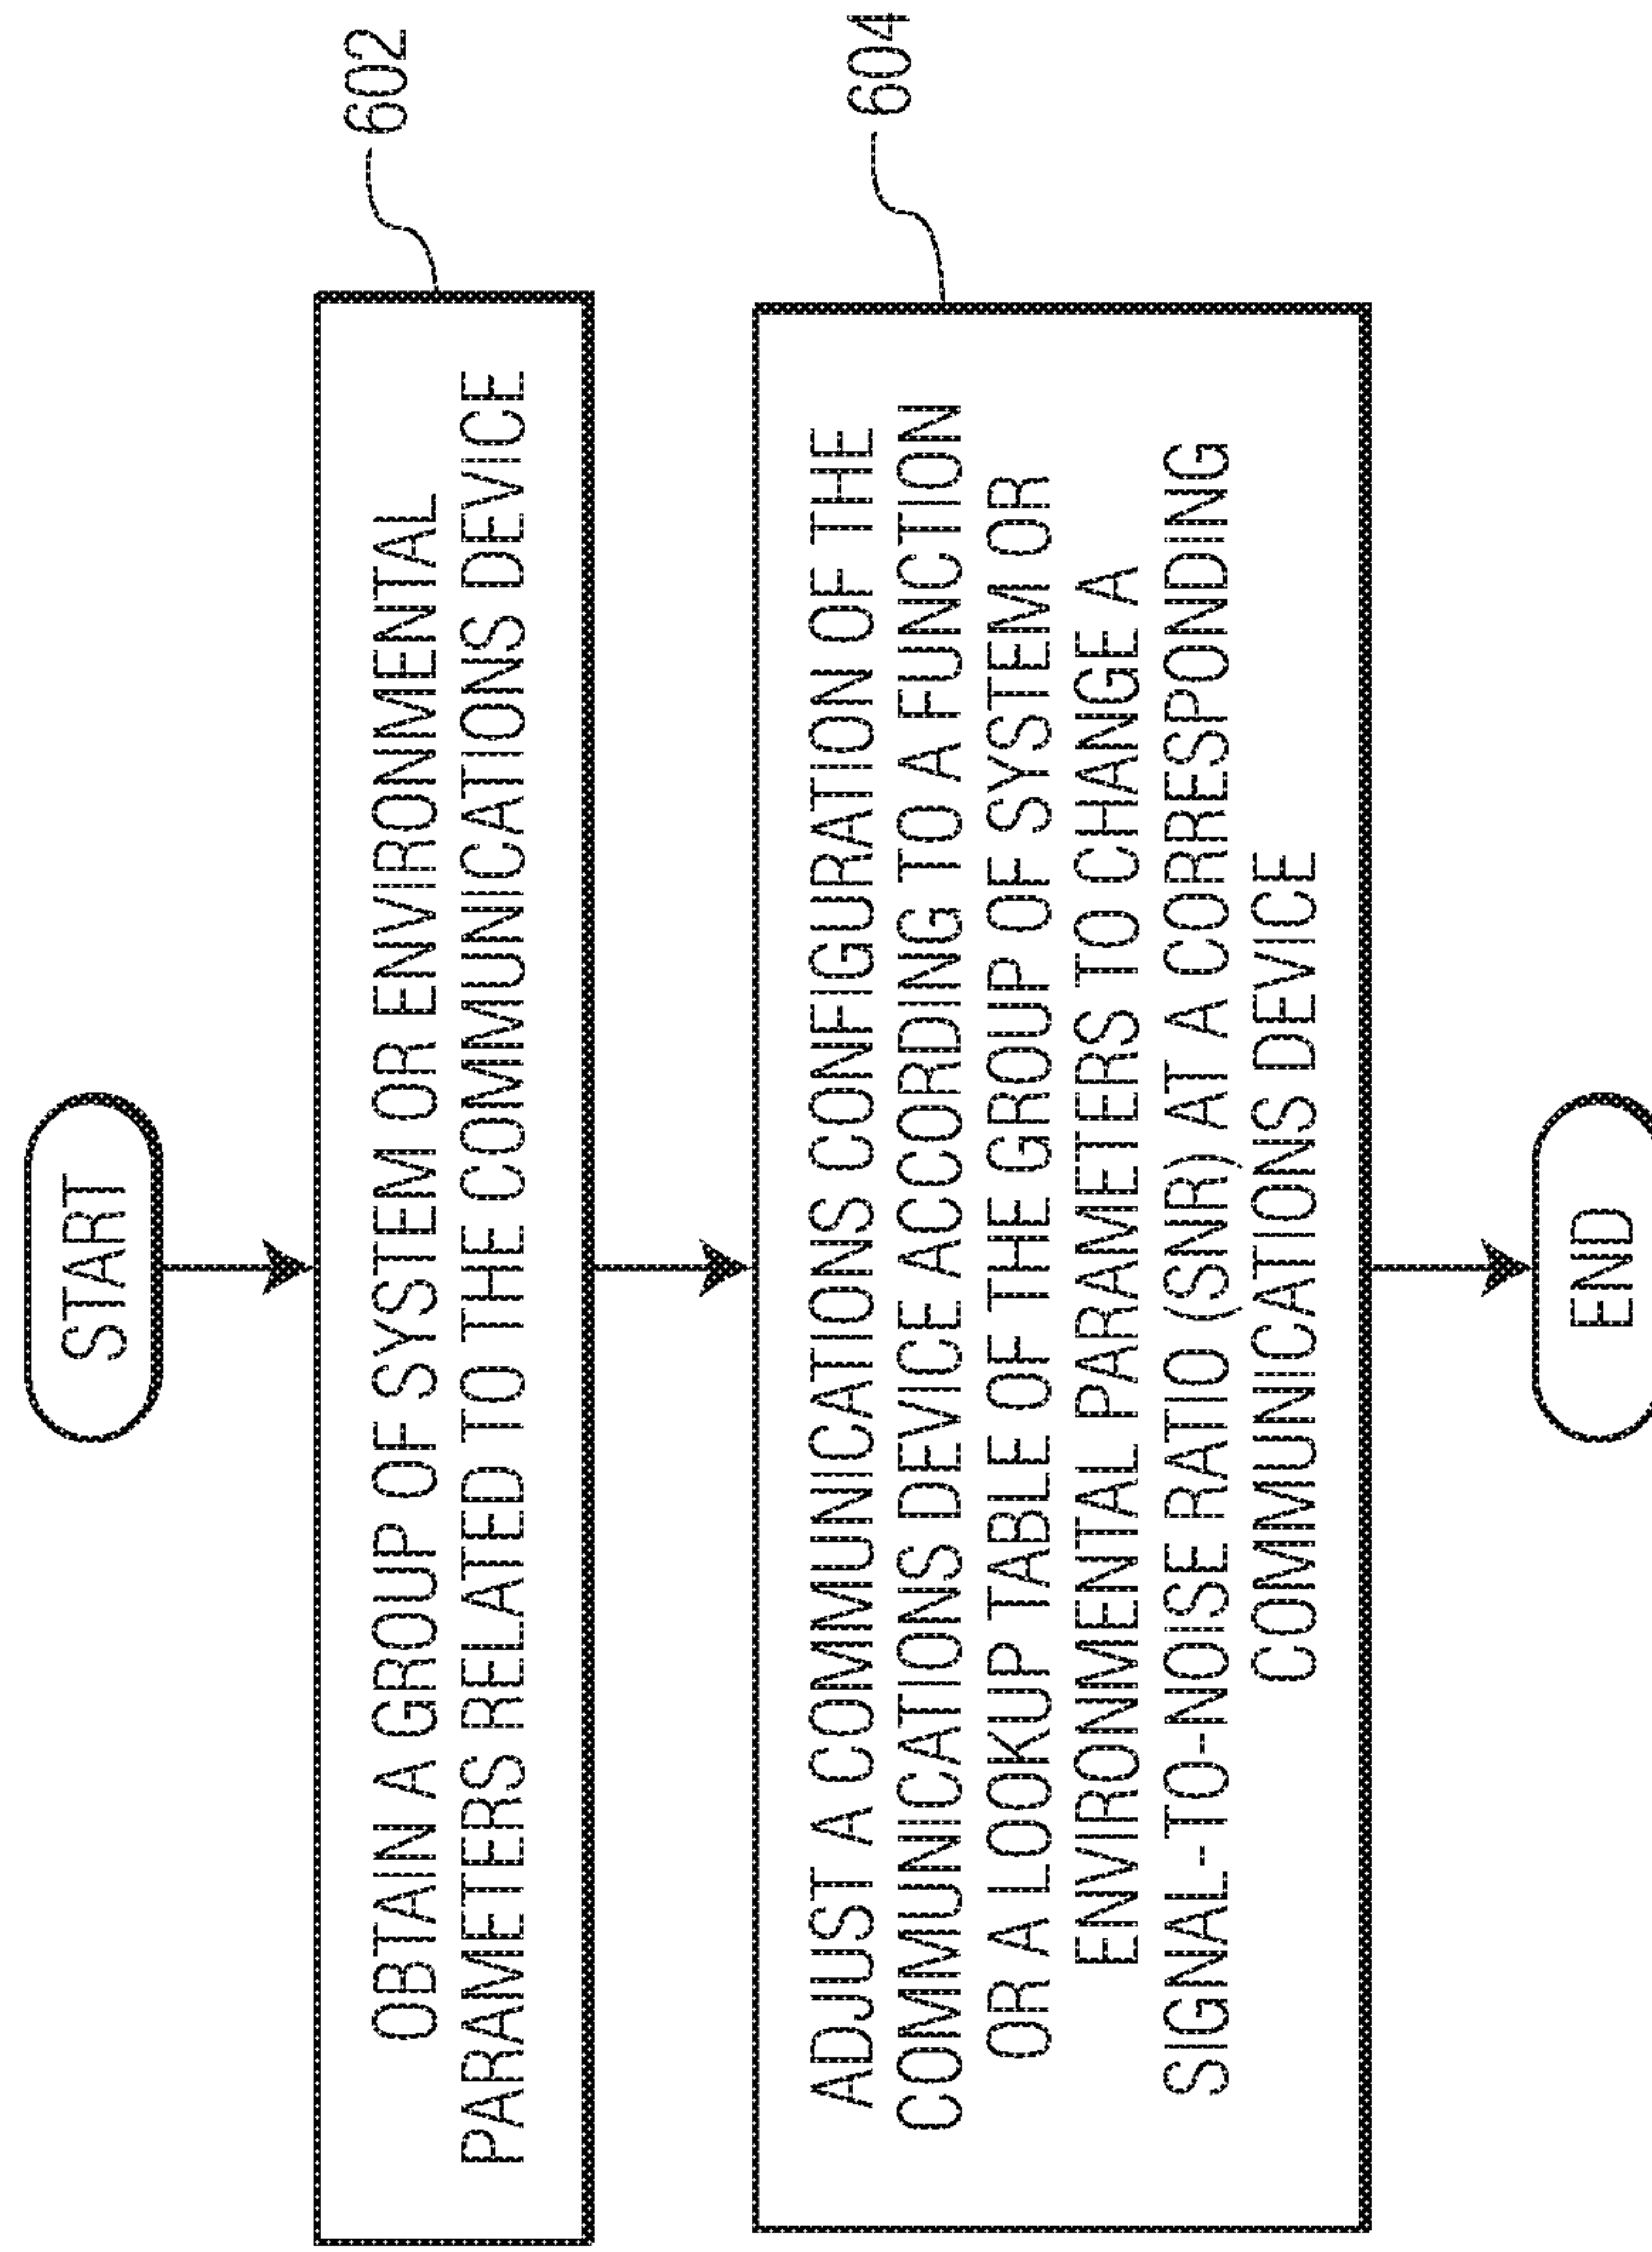 START
OBTAIN A GROUP OF SYSTEM OR ENVIRONMENTAL
PARAMETERS RELATED TO THE COMMUNICATIONS DEVICE
602
ADJUST A COMMUNICATIONS CONFIGURATION OF THE
COMMUNICATIONS DEVICE ACCORDING TO A FUNCTION
OR A LOOKUP TABLE OF THE GROUP OF SYSTEM OR
ENVIRONMENTAL PARAMETERS TO CHANGE A
SIGNAL-TO-NOISE RATIO (SNR) AT A CORRESPONDING
COMMUNICATIONS DEVICE
604
END